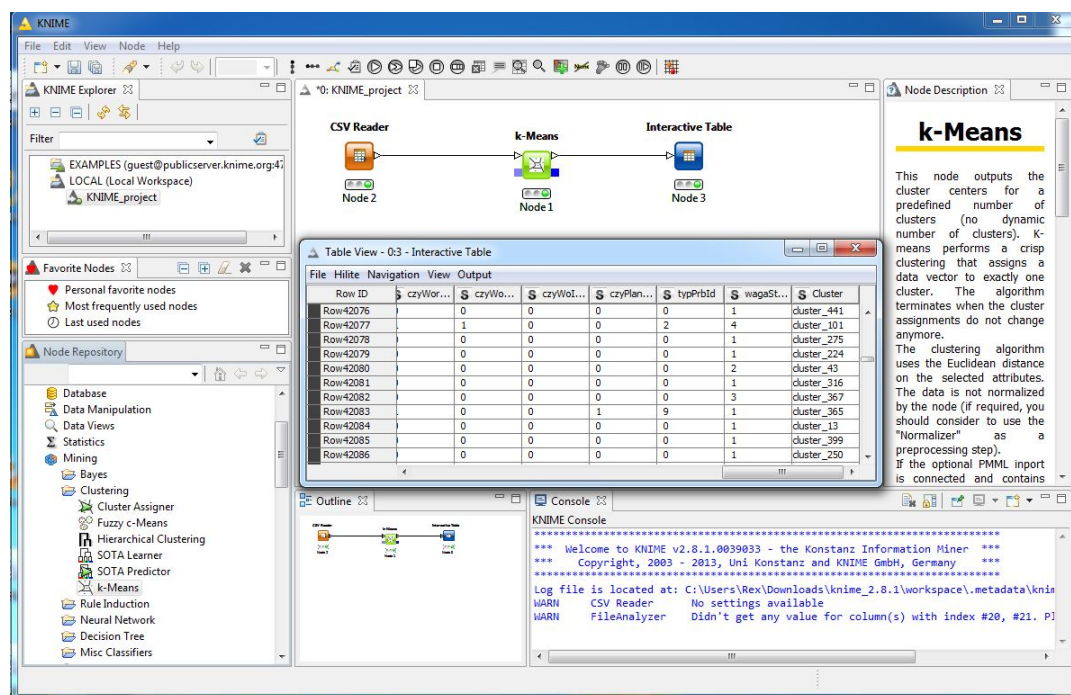 KNIME
File Edit View Node Help
KNIME Explorer
Filter
EXAMPLES (guest@publicserver.knime.org:47
LOCAL (Local Workspace)
KNIME_project
Favorite Nodes
Personal favorite nodes
Most frequently used nodes
Last used nodes
Node Repository
Database
Data Manipulation
Data Views
Statistics
Mining
Bayes
Clustering
Cluster Assigner
Fuzzy c-Means
Hierarchical Clustering
SOTA Learner
SOTA Predictor
k-Means
Rule Induction
Neural Network
Decision Tree
Misc Classifiers
*0: KNIME_project
CSV Reader
k-Means
Interactive Table
Node 2
Node 1
Node 3
Table View - 0:3 - Interactive Table
File Hilite Navigation View Output
Row ID S czyWor... S czyWo... S czyWoI... S czyPlan... S typPrbId S wagaSt... S Cluster
Row42076 0 0 0 0 1 cluster_441
Row42077 1 0 0 2 4 cluster_101
Row42078 0 0 0 0 1 cluster_275
Row42079 0 0 0 0 1 cluster_224
Row42080 0 0 0 0 2 cluster_43
Row42081 0 0 0 0 1 cluster_316
Row42082 0 0 0 0 3 cluster_367
Row42083 0 0 1 9 1 cluster_365
Row42084 0 0 0 0 1 cluster_13
Row42085 0 0 0 0 1 cluster_399
Row42086 0 0 0 0 1 cluster_250
Outline
CSV Reader
k-Means
Interactive Table
Node 2
Node 1
Node 3
Console
KNIME Console
*** Welcome to KNIME v2.8.1.0039033 - the Konstanz Information Miner ***
*** Copyright, 2003 - 2013, Uni Konstanz and KNIME GmbH, Germany ***
Log file is located at: C:\Users\Rex\Downloads\knime_2.8.1\workspace\.metadata\knim
WARN CSV Reader No settings available
WARN FileAnalyzer Didn't get any value for column(s) with index #20, #21. Pl
Node Description
k-Means
This node outputs the
cluster centers for a
predefined number of
clusters (no dynamic
number of clusters). K-
means performs a crisp
clustering that assigns a
data vector to exactly one
cluster. The algorithm
terminates when the cluster
assignments do not change
anymore.
The clustering algorithm
uses the Euclidean distance
on the selected attributes.
The data is not normalized
by the node (if required, you
should consider to use the
"Normalizer" as a
preprocessing step).
If the optional PMML inport
is connected and contains